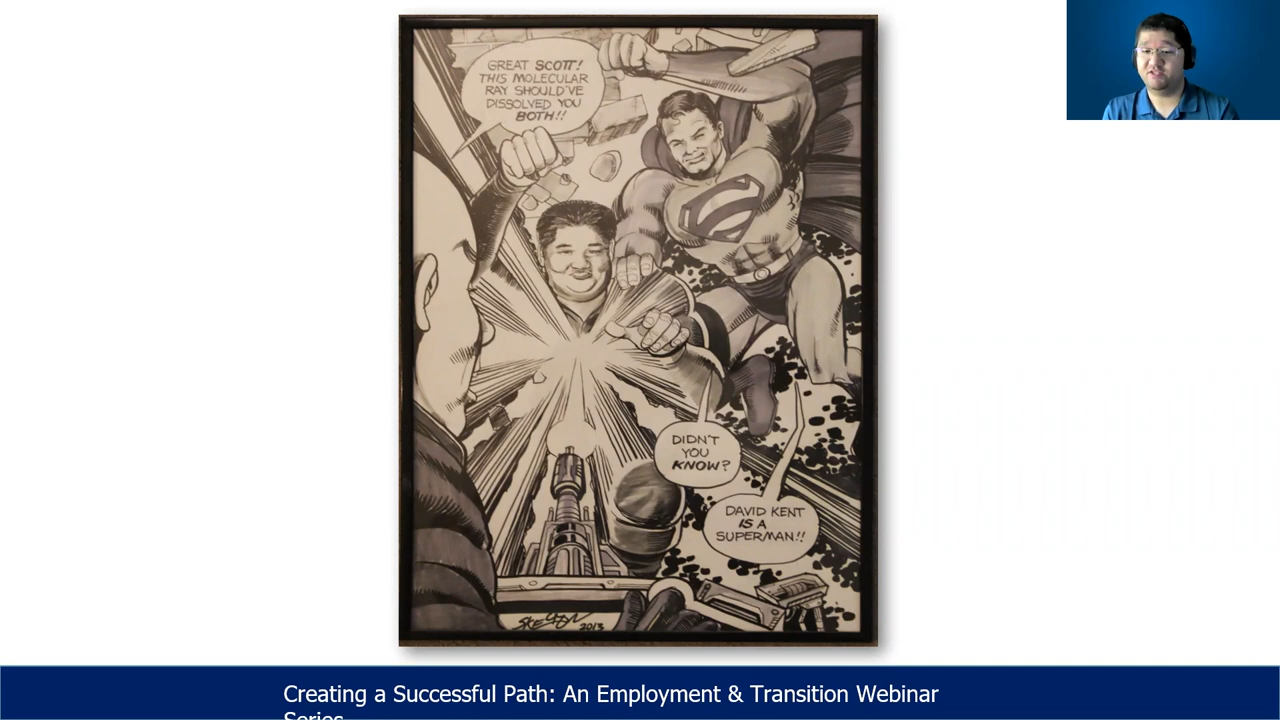 GREAT SCOTT!
THIS MOLECULAR
RAY SHOULD'VE
DISSOLVED YOU
BOTH!!
DIDN'T
YOU
KNOW?
DAVID KENT
IS A
SUPERMAN!!
2013
Creating a Successful Path: An Employment & Transition Webinar
Series